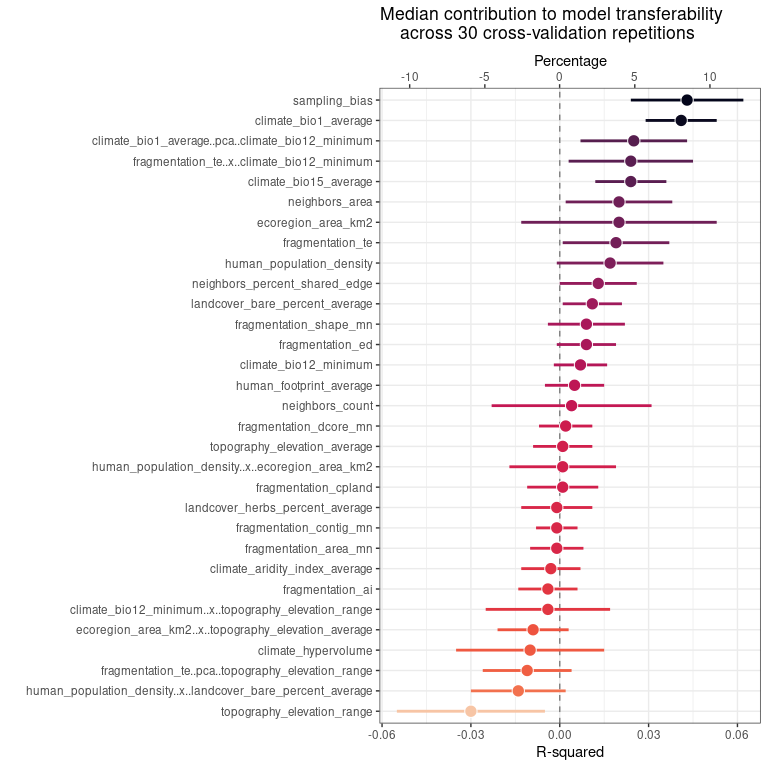 Median contribution to model transferability
across 30 cross-validation repetitions
Percentage
-10 -5 0 5 10
sampling_bias
climate_bio1_average
climate_bio1_average..pca..climate_bio12_minimum
fragmentation_te..x..climate_bio12_minimum
climate_bio15_average
neighbors_area
ecoregion_area_km2
fragmentation_te
human_population_density
neighbors_percent_shared_edge
landcover_bare_percent_average
fragmentation_shape_mn
fragmentation_ed
climate_bio12_minimum
human_footprint_average
neighbors_count
fragmentation_dcore_mn
topography_elevation_average
human_population_density..x..ecoregion_area_km2
fragmentation_cpland
landcover_herbs_percent_average
fragmentation_contig_mn
fragmentation_area_mn
climate_aridity_index_average
fragmentation_ai
climate_bio12_minimum..x..topography_elevation_range
ecoregion_area_km2..x..topography_elevation_average
climate_hypervolume
fragmentation_te..pca..topography_elevation_range
human_population_density..x..landcover_bare_percent_average
topography_elevation_range
-0.06 -0.03 0.00 0.03 0.06
R-squared